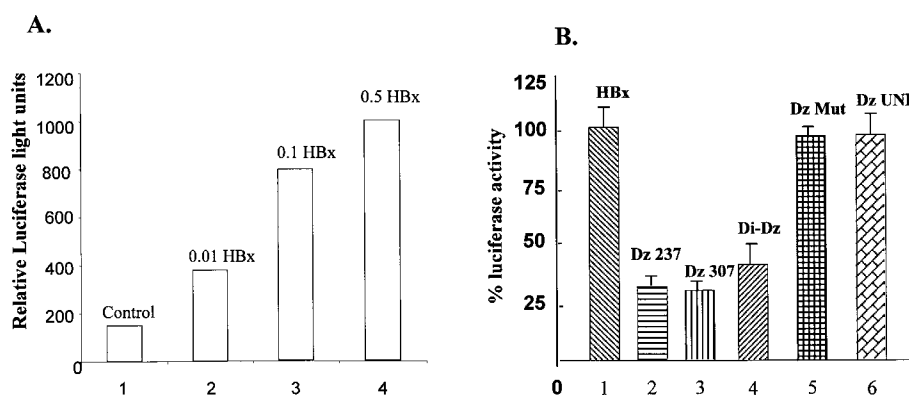 A.
Relative Luciferase light units
1200
1000
800
600
400
200
0
Control
0.01 HBx
0.1 HBx
0.5 HBx
1
2
3
4
B.
% luciferase activity
125
100
75
50
25
0
HBx
Dz 237
Dz 307
Di-Dz
Dz Mut
Dz
1
2
3
4
5
6